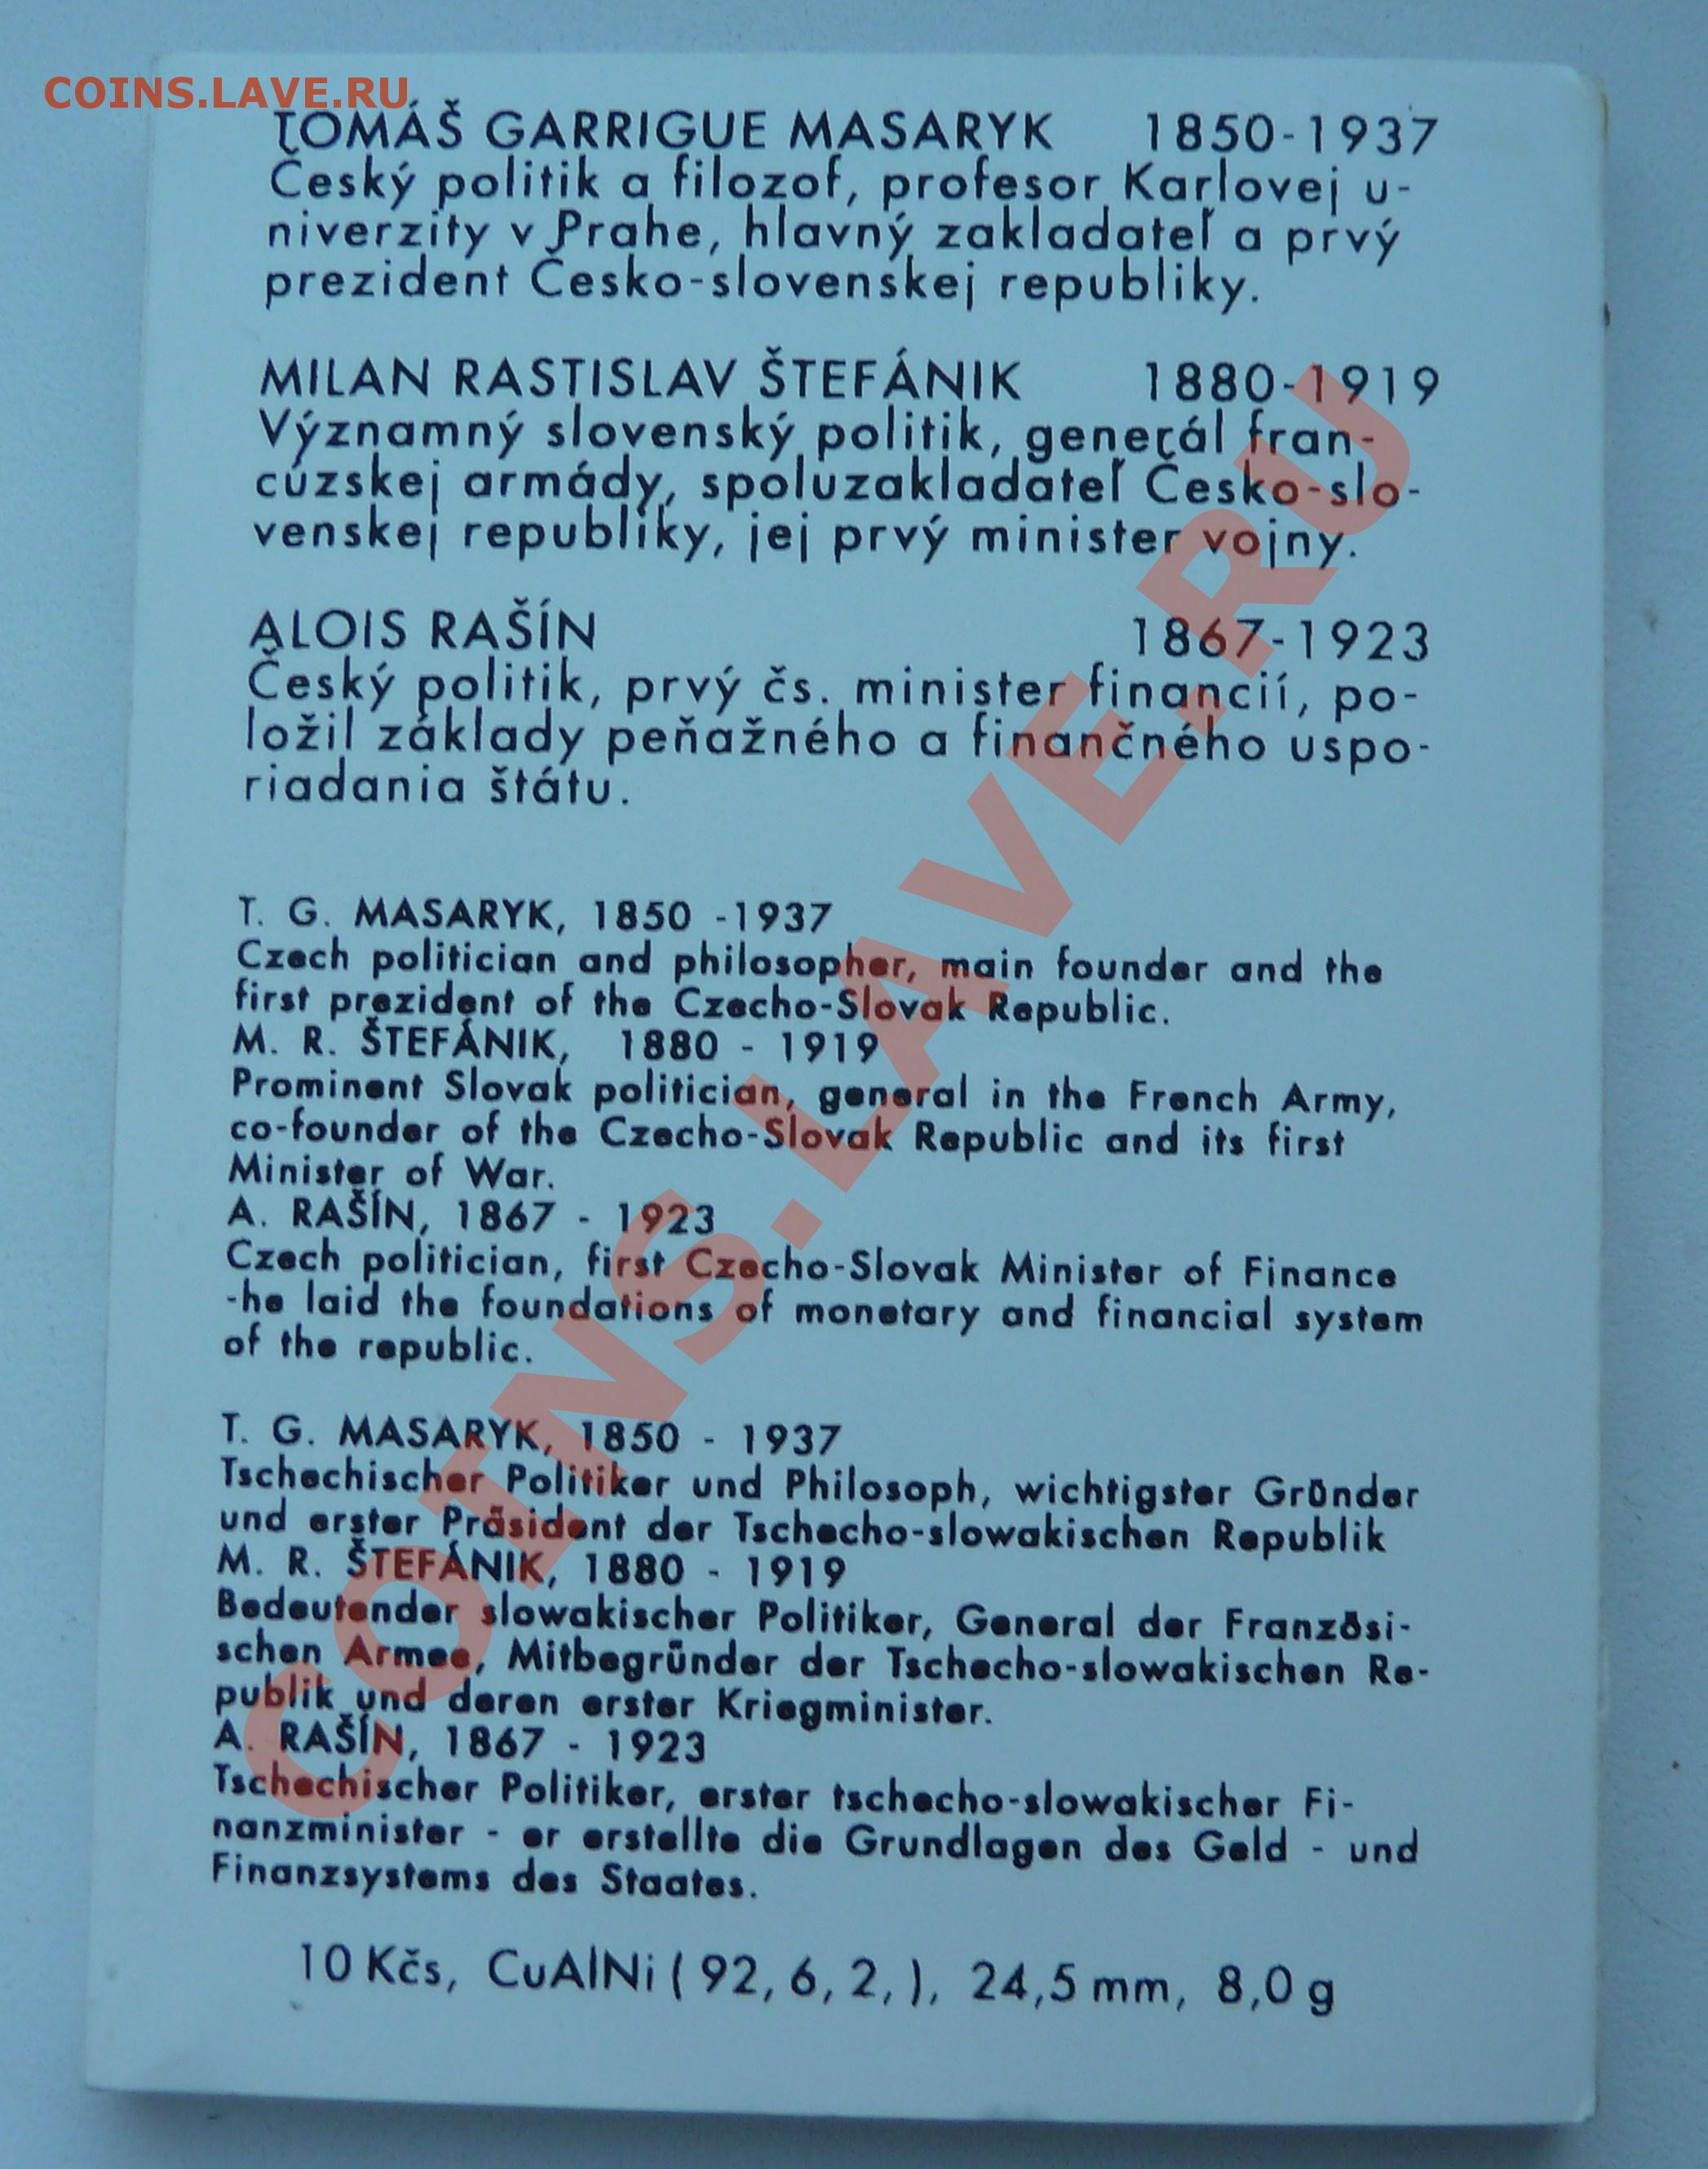 COINS.LAVE.RU
TOMÁŠ GARRIGUE MASARYK 1850-1937
Český politik a filozof, profesor Karlovej u-
niverzity v Prahe, hlavný zakladateľ a prvý
prezident Česko-slovenskej republiky.
MILAN RASTISLAV ŠTEFÁNIK 1880-1919
Významný slovenský politik, generál fran-
cúzskej armády, spoluzakladateľ Česko-slo-
venskej republiky, jej prvý minister vojny.
ALOIS RAŠÍN 1867-1923
Český politik, prvý čs. minister financií, po-
ložil základy peňažného a finančného uspo-
riadania štátu.
T. G. MASARYK, 1850 -1937
Czech politician and philosopher, main founder and the
first prezident of the Czecho-Slovak Republic.
M. R. ŠTEFÁNIK, 1880 - 1919
Prominent Slovak politician, general in the French Army,
co-founder of the Czecho-Slovak Republic and its first
Minister of War.
A. RAŠÍN, 1867 - 1923
Czech politician, first Czecho-Slovak Minister of Finance
-he laid the foundations of monetary and financial system
of the republic.
T. G. MASARYK, 1850 - 1937
Tschechischer Politiker und Philosoph, wichtigster Gründer
und erster Präsident der Tschecho-slowakischen Republik
M. R. ŠTEFÁNIK, 1880 - 1919
Bedeutender slowakischer Politiker, General der Französi-
schen Armee, Mitbegründer der Tschecho-slowakischen Re-
publik und deren erster Kriegminister.
A. RAŠÍN, 1867 - 1923
Tschechischer Politiker, erster tschecho-slowakischer Fi-
nanzminister - er erstellte die Grundlagen des Geld - und
Finanzsystems des Staates.
10 Kčs, CuAlNi ( 92, 6, 2, ), 24,5 mm, 8,0 g
COINS.LAVE.RU